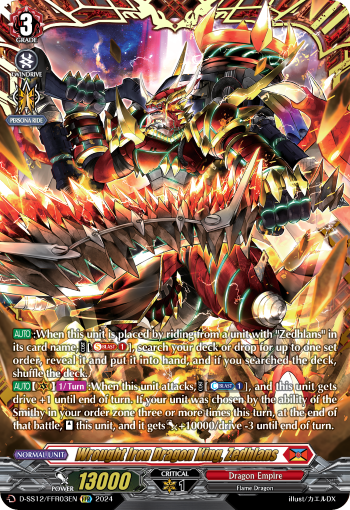 3
GRADE
TWINDRIVE
PERSONA RIDE
AUTO :When this unit is placed by riding from a unit with "Zedhlans" in
its card name, COST [ SOUL BLAST 1 ], search your deck or drop for up to one set
order, reveal it and put it into hand, and if you searched the deck,
shuffle the deck.
AUTO [ ] 1/Turn :When this unit attacks, COST [ COUNTER BLAST 1 ], and this unit gets
drive +1 until end of turn. If your unit was chosen by the ability of the
Smithy in your order zone three or more times this turn, at the end of
that battle, this unit, and it gets +10000/drive -3 until end of turn.
NORMAL UNIT
Wrought Iron Dragon King, Zedhlans
POWER 13000
CRITICAL
1
Dragon Empire
Flame Dragon
D-SS12/FFR03EN FFR 2024
illust/カエルDX